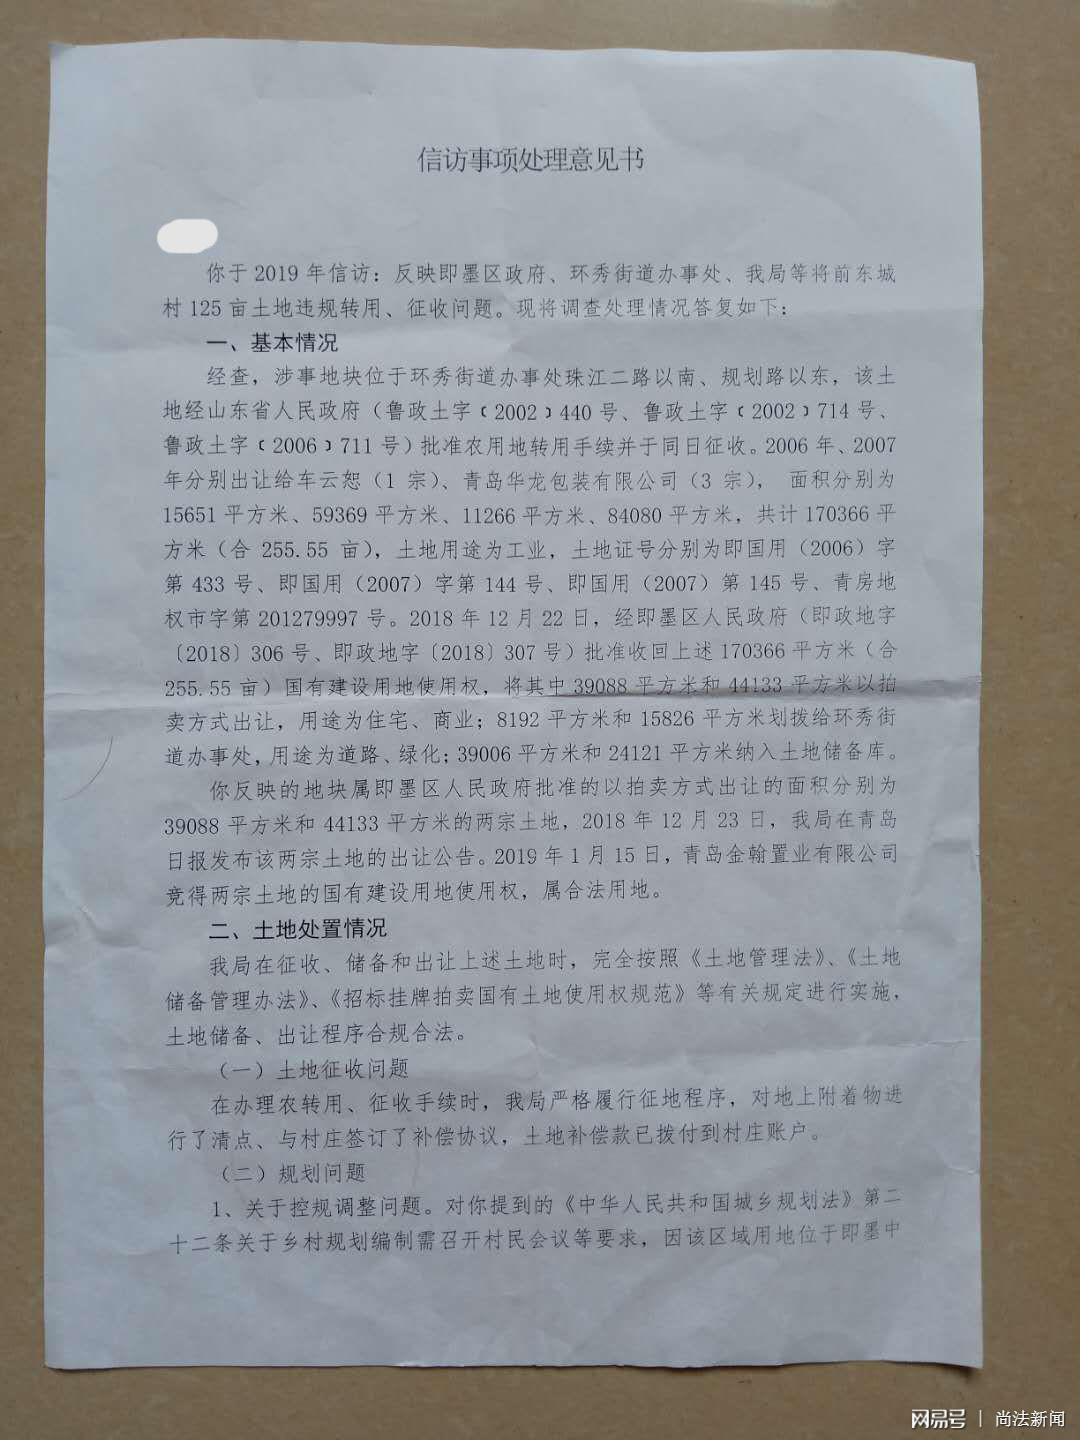 信访事项处理意见书
你于2019年信访：反映即墨区政府、环秀街道办事处、我局等将前东城
村125亩土地违规转用、征收问题。现将调查处理情况答复如下：
一、基本情况
经查，涉事地块位于环秀街道办事处珠江二路以南、规划路以东，该土
地经山东省人民政府（鲁政土字﹝2002﹞440号、鲁政土字﹝2002﹞714号、
鲁政土字﹝2006﹞711号）批准农用地转用手续并于同日征收。2006年、2007
年分别出让给车云恕（1宗）、青岛华龙包装有限公司（3宗）， 面积分别为
15651平方米、59369平方米、11266平方米、84080平方米，共计170366平
方米（合 255.55 亩），土地用途为工业，土地证号分别为即国用（2006）字
第433号、即国用（2007）字第144号、即国用（2007）第145号、青房地
权市字第201279997号。2018年12月22日，经即墨区人民政府（即政地字
〔2018〕306号、即政地字〔2018〕307号）批准收回上述170366平方米（合
255.55亩）国有建设用地使用权，将其中39088平方米和44133平方米以拍
卖方式出让，用途为住宅、商业；8192平方米和15826平方米划拨给环秀街
道办事处，用途为道路、绿化；39006平方米和24121平方米纳入土地储备库。
你反映的地块属即墨区人民政府批准的以拍卖方式出让的面积分别为
39088平方米和44133平方米的两宗土地，2018年12月23日，我局在青岛
日报发布该两宗土地的出让公告。2019年1月15日，青岛金翰置业有限公司
竞得两宗土地的国有建设用地使用权，属合法用地。
二、土地处置情况
我局在征收、储备和出让上述土地时，完全按照《土地管理法》、《土地
储备管理办法》、《招标挂牌拍卖国有土地使用权规范》等有关规定进行实施，
土地储备、出让程序合规合法。
（一）土地征收问题
在办理农转用、征收手续时，我局严格履行征地程序，对地上附着物进
行了清点、与村庄签订了补偿协议，土地补偿款已拨付到村庄账户。
（二）规划问题
1、关于控规调整问题。对你提到的《中华人民共和国城乡规划法》第二
十二条关于乡村规划编制需召开村民会议等要求，因该区域用地位于即墨中
网易号 | 尚法新闻